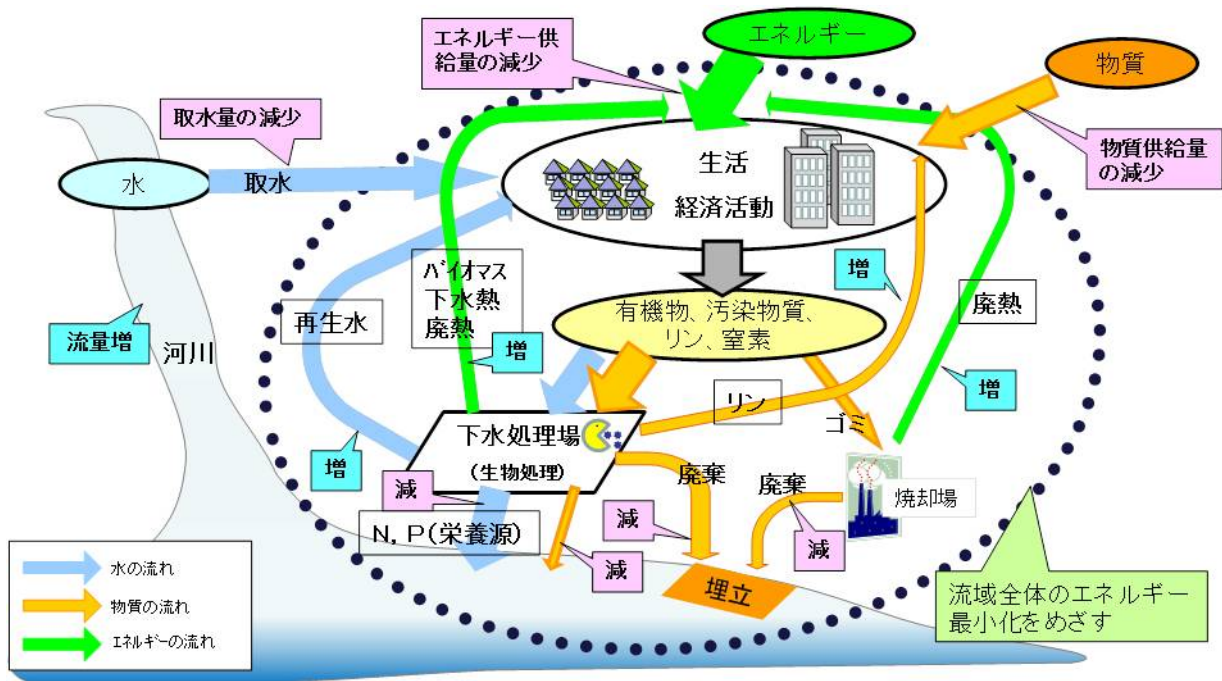 エネルギー供
給量の減少
エネルギー
物質
取水量の減少
水
取水
生活
経済活動
物質供給量
の減少
バイオマス
下水熱
廃熱
増
再生水
流量増
河川
有機物、汚染物質、
リン、窒素
増
廃熱
増
リン
ゴミ
下水処理場
(生物処理)
増
減
廃棄
減
廃棄
焼却場
減
N, P(栄養源)
減
埋立
流域全体のエネルギー
最小化をめざす
水の流れ
物質の流れ
エネルギーの流れ